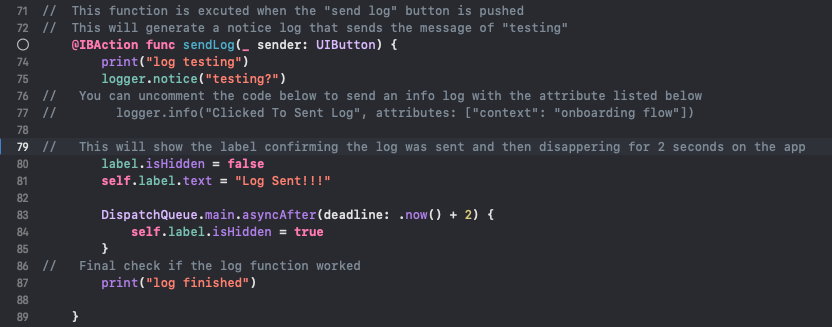 71 //  This function is excuted when the "send log" button is pushed
72 //  This will generate a notice log that sends the message of "testing"
@IBAction func sendLog(_ sender: UIButton) {
74         print("log testing")
75         logger.notice("testing?")
76 //   You can uncomment the code below to send an info log with the attribute listed below
77 //        logger.info("Clicked To Sent Log", attributes: ["context": "onboarding flow"])
78
79 //   This will show the label confirming the log was sent and then disappering for 2 seconds on the app
80         label.isHidden = false
81         self.label.text = "Log Sent!!!"
82
83         DispatchQueue.main.asyncAfter(deadline: .now() + 2) {
84             self.label.isHidden = true
85         }
86 //   Final check if the log function worked
87         print("log finished")
88
89     }